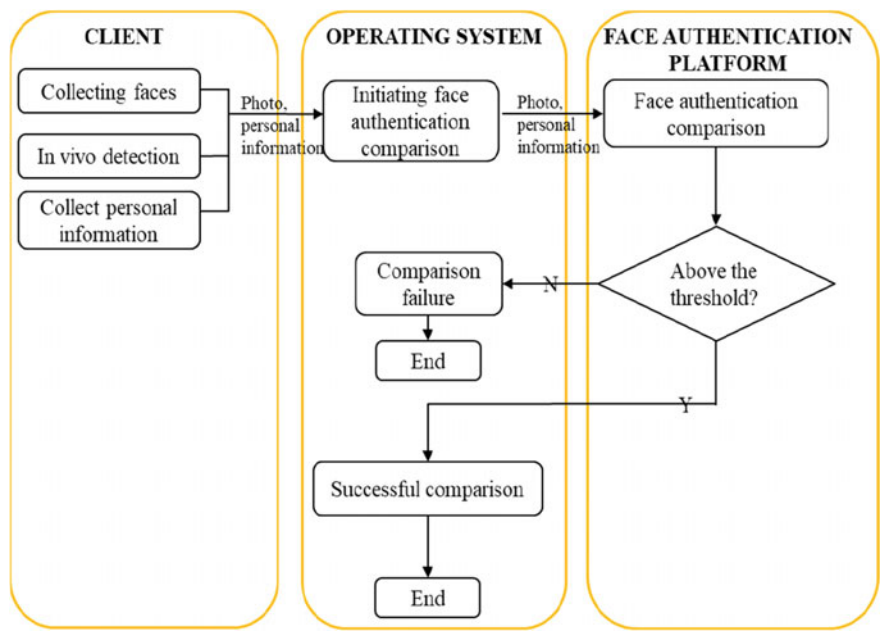 CLIENT
Collecting faces
In vivo detection
Collect personal
information
Photo,
personal
information
OPERATING SYSTEM
Initiating face
authentication
comparison
Photo,
personal
information
FACE AUTHENTICATION
PLATFORM
Face authentication
comparison
Above the
threshold?
N
Comparison
failure
End
Y
Successful comparison
End